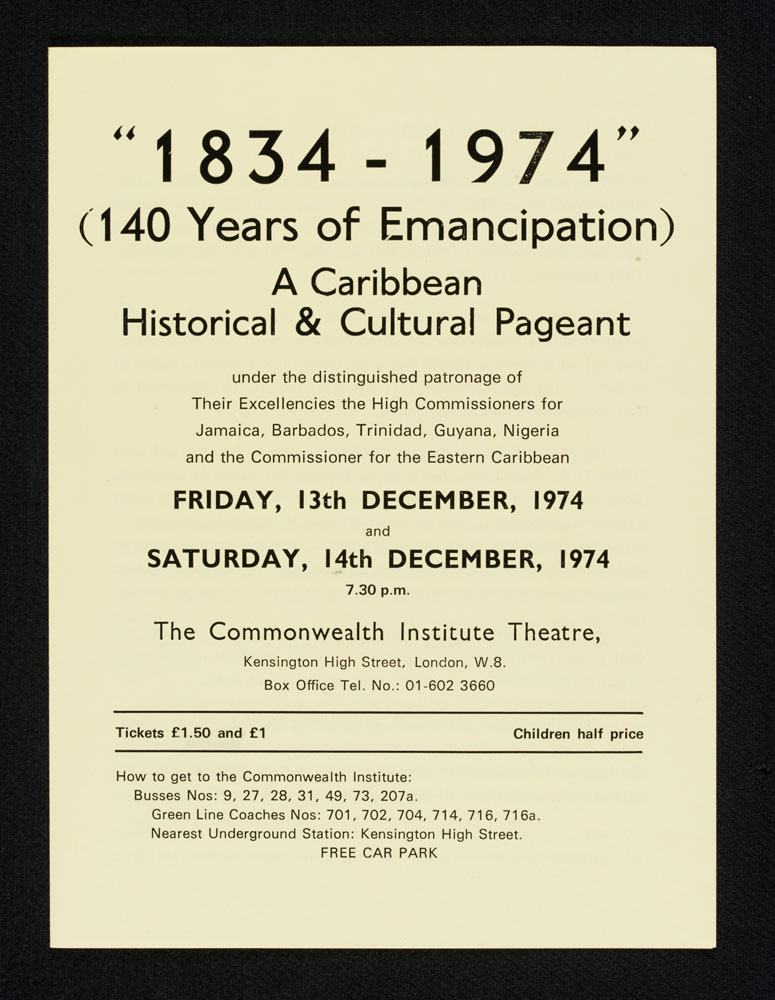 “1834 - 1974”
(140 Years of Emancipation)
A Caribbean
Historical & Cultural Pageant
under the distinguished patronage of
Their Excellencies the High Commissioners for
Jamaica, Barbados, Trinidad, Guyana, Nigeria
and the Commissioner for the Eastern Caribbean
FRIDAY, 13th DECEMBER, 1974
and
SATURDAY, 14th DECEMBER, 1974
7.30 p.m.
The Commonwealth Institute Theatre,
Kensington High Street, London, W.8.
Box Office Tel. No.: 01-602 3660
Tickets £1.50 and £1 Children half price
How to get to the Commonwealth Institute:
Busses Nos: 9, 27, 28, 31, 49, 73, 207a.
Green Line Coaches Nos: 701, 702, 704, 714, 716, 716a.
Nearest Underground Station: Kensington High Street.
FREE CAR PARK